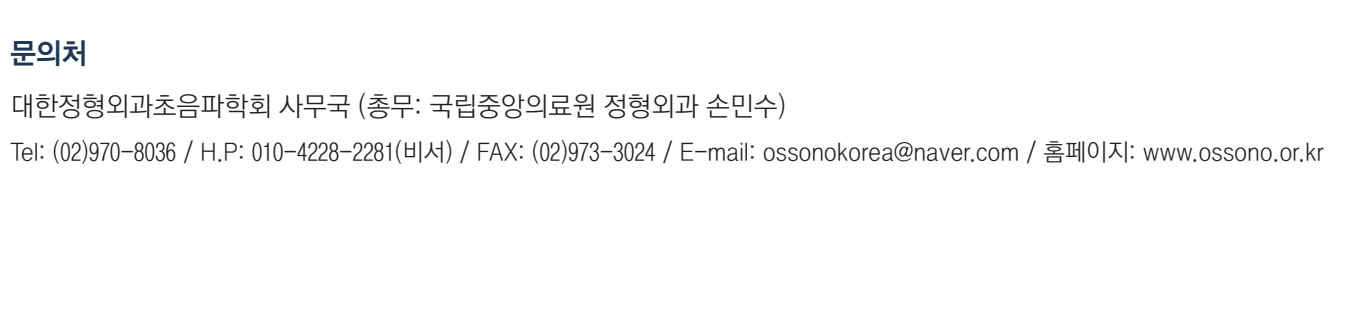 문의처
대한정형외과초음파학회 사무국 (총무: 국립중앙의료원 정형외과 손민수)
Tel: (02)970-8036 / H.P: 010-4228-2281(비서) / FAX: (02)973-3024 / E-mail: ossonokorea@naver.com / 홈페이지: www.ossono.or.kr